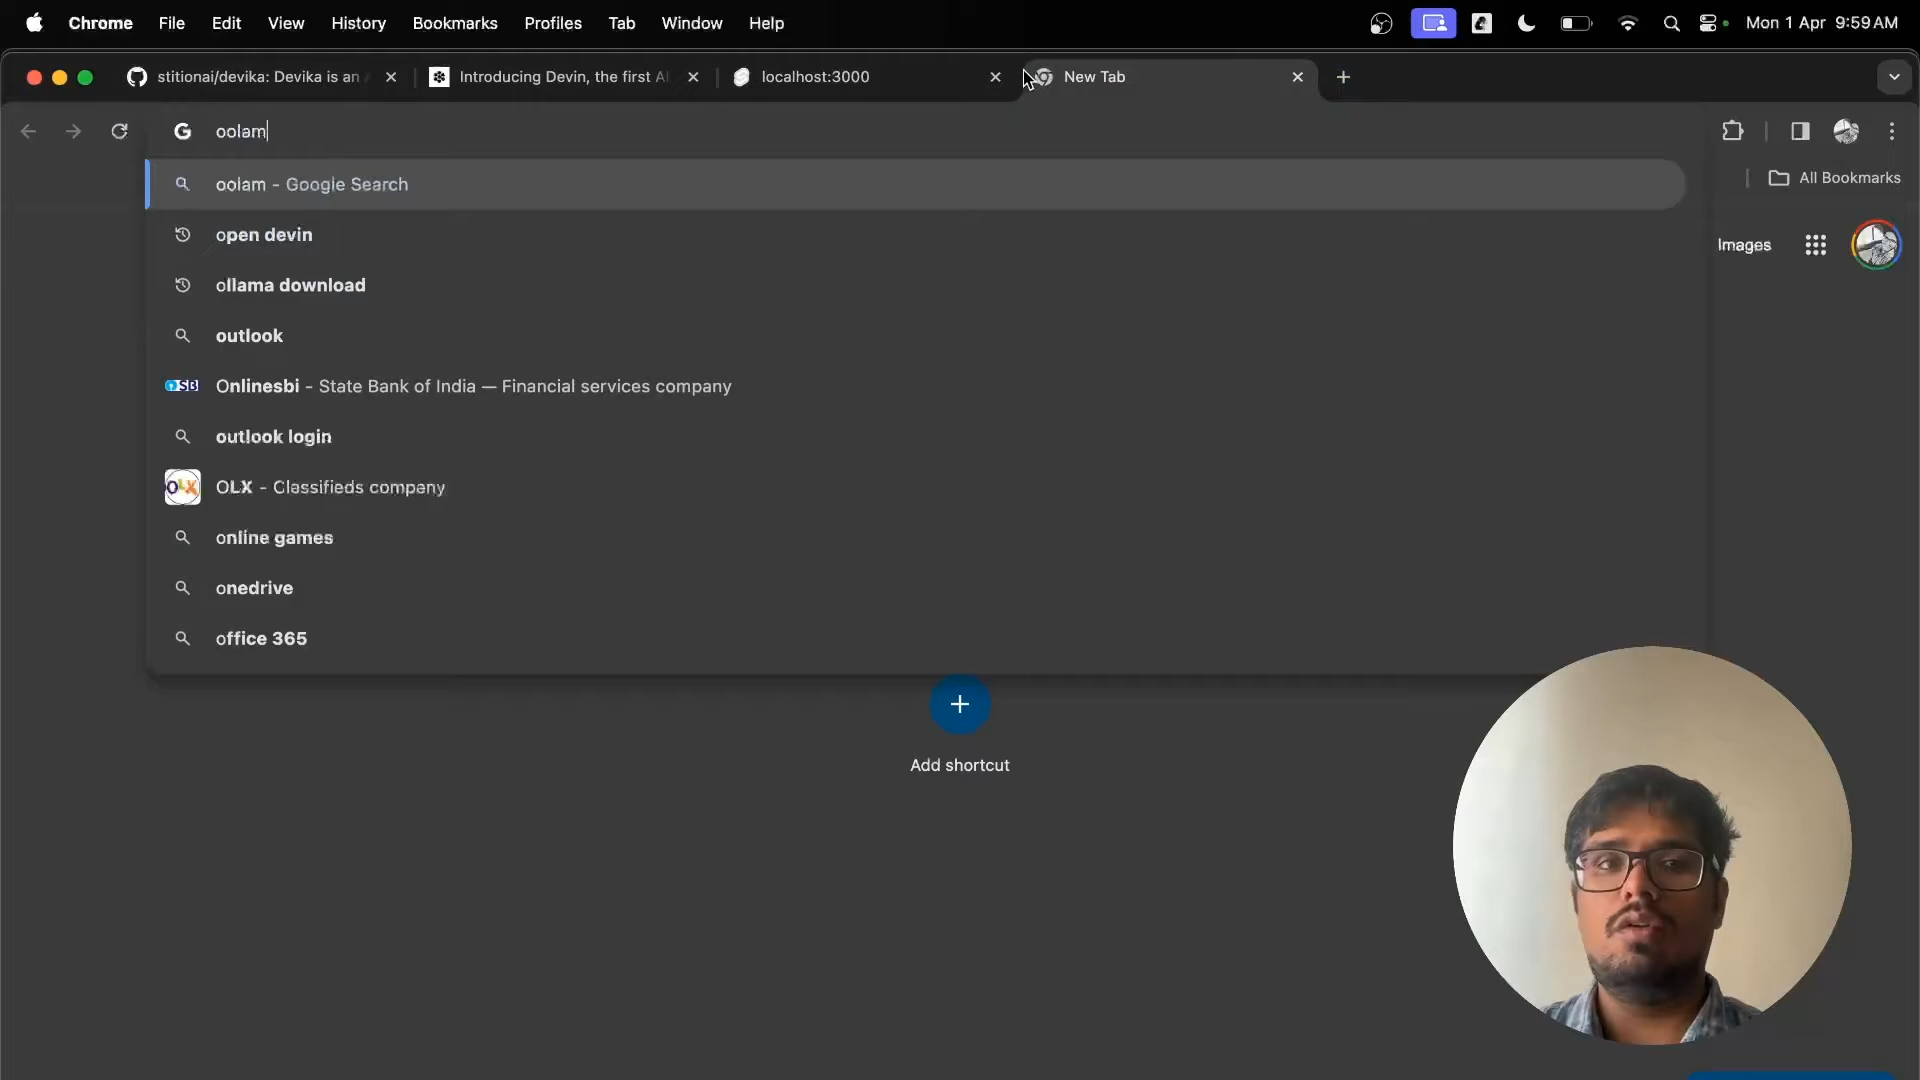 Chrome File Edit View History Bookmarks Profiles Tab Window Help Mon 1 Apr 9:59 AM
stitionai/devika: Devika is an Introducing Devin, the first AI localhost:3000 New Tab
G oolam
oolam - Google Search
All Bookmarks
open devin
Images
ollama download
outlook
SB Onlinesbi - State Bank of India — Financial services company
outlook login
OLX OLX - Classifieds company
online games
onedrive
office 365
Add shortcut